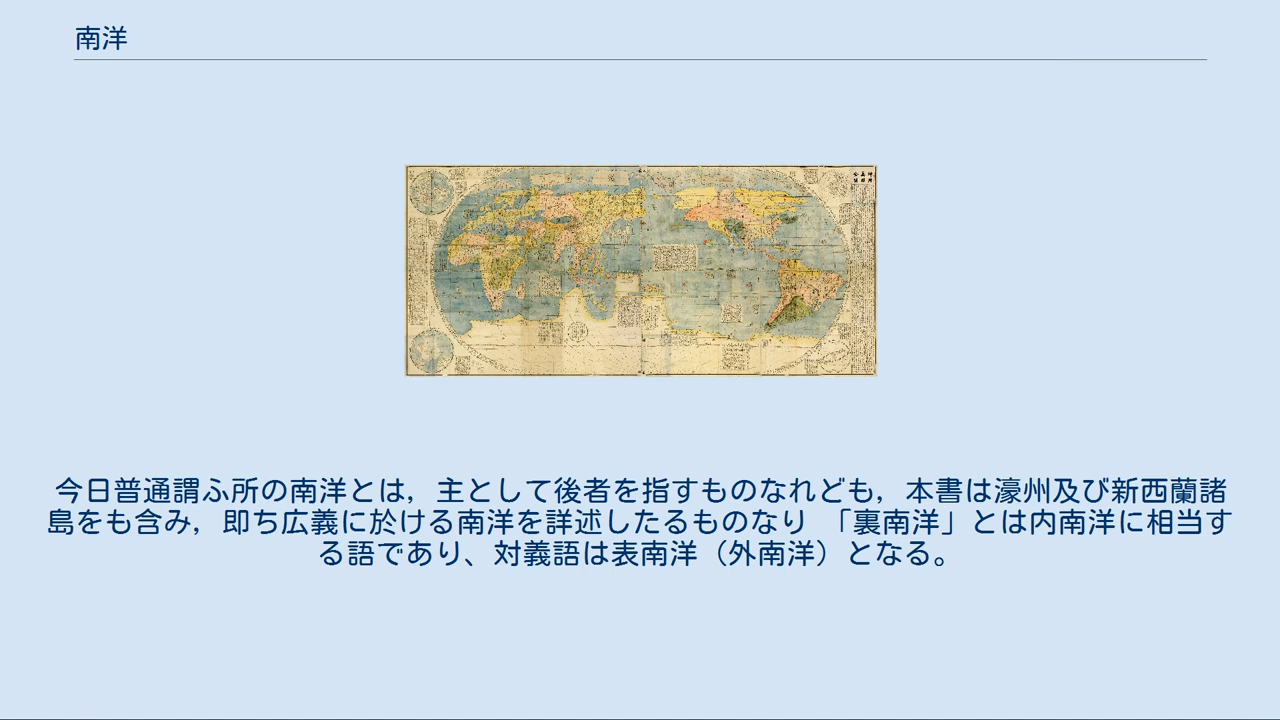 南洋
今日普通謂ふ所の南洋とは，主として後者を指すものなれども，本書は濠州及び新西蘭諸
島をも含み，即ち広義に於ける南洋を詳述したるものなり　「裏南洋」とは内南洋に相当す
る語であり、対義語は表南洋（外南洋）となる。